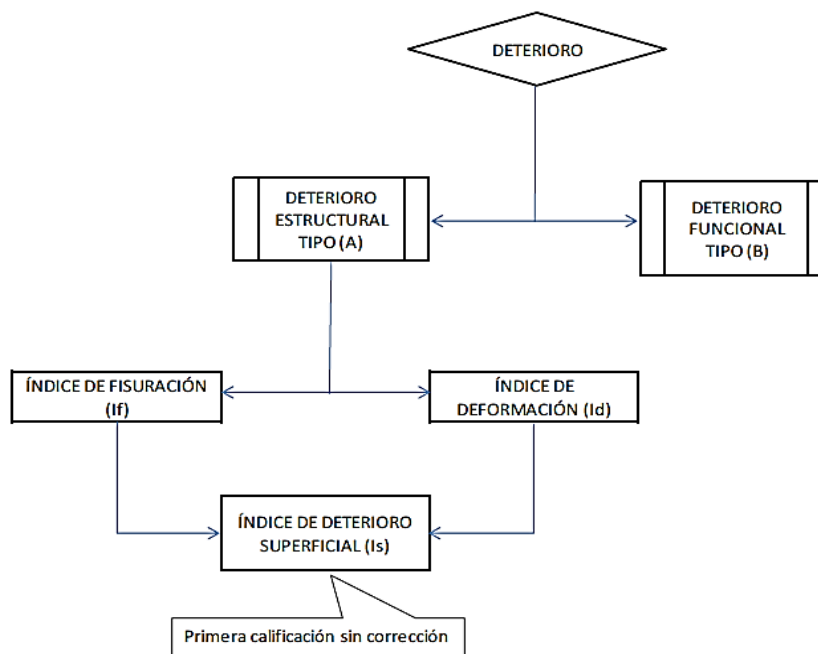 DETERIORO
DETERIORO
ESTRUCTURAL
TIPO (A)
DETERIORO
FUNCIONAL
TIPO (B)
ÍNDICE DE FISURACIÓN
(If)
ÍNDICE DE
DEFORMACIÓN (Id)
ÍNDICE DE DETERIORO
SUPERFICIAL (Is)
Primera calificación sin corrección